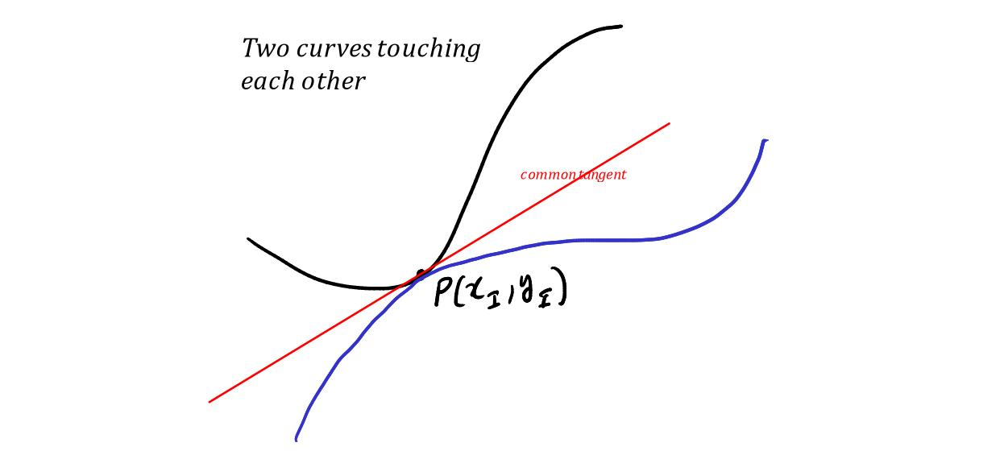 Two curves touching
each other
common tangent
P(x_I, y_I)